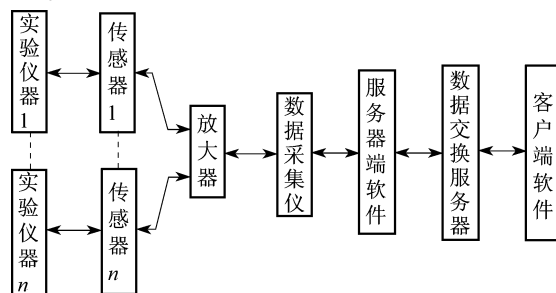 实验仪器1
传感器1
放大器
数据采集仪
服务器端软件
数据交换服务器
客户端软件
实验仪器n
传感器n